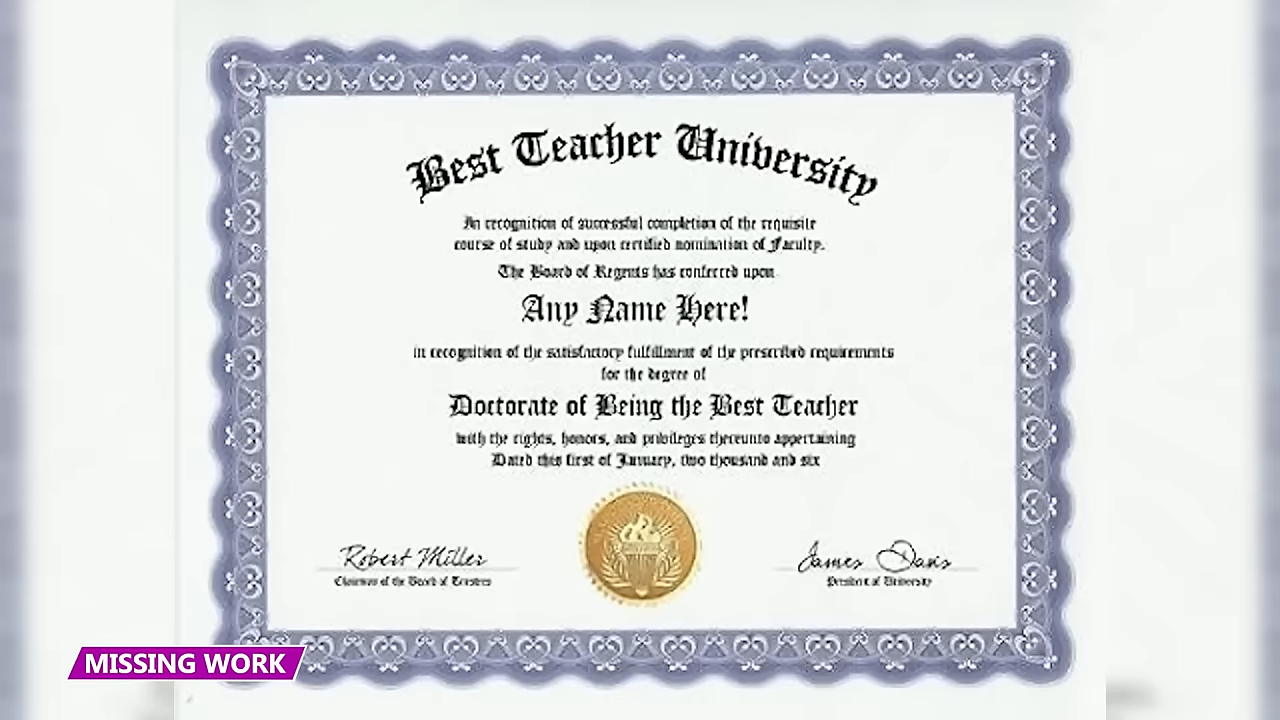 Best Teacher University
In recognition of successful completion of the requisite
course of study and upon certified nomination of Faculty.
The Board of Regents has conferred upon
Any Name Here!
in recognition of the satisfactory fulfillment of the prescribed requirements
for the degree of
Doctorate of Being the Best Teacher
with the rights, honors, and privileges thereunto appertaining
Dated this first of January, two thousand and six
Robert Miller
Chairman of the Board of Trustees
James Davis
President of University
MISSING WORK